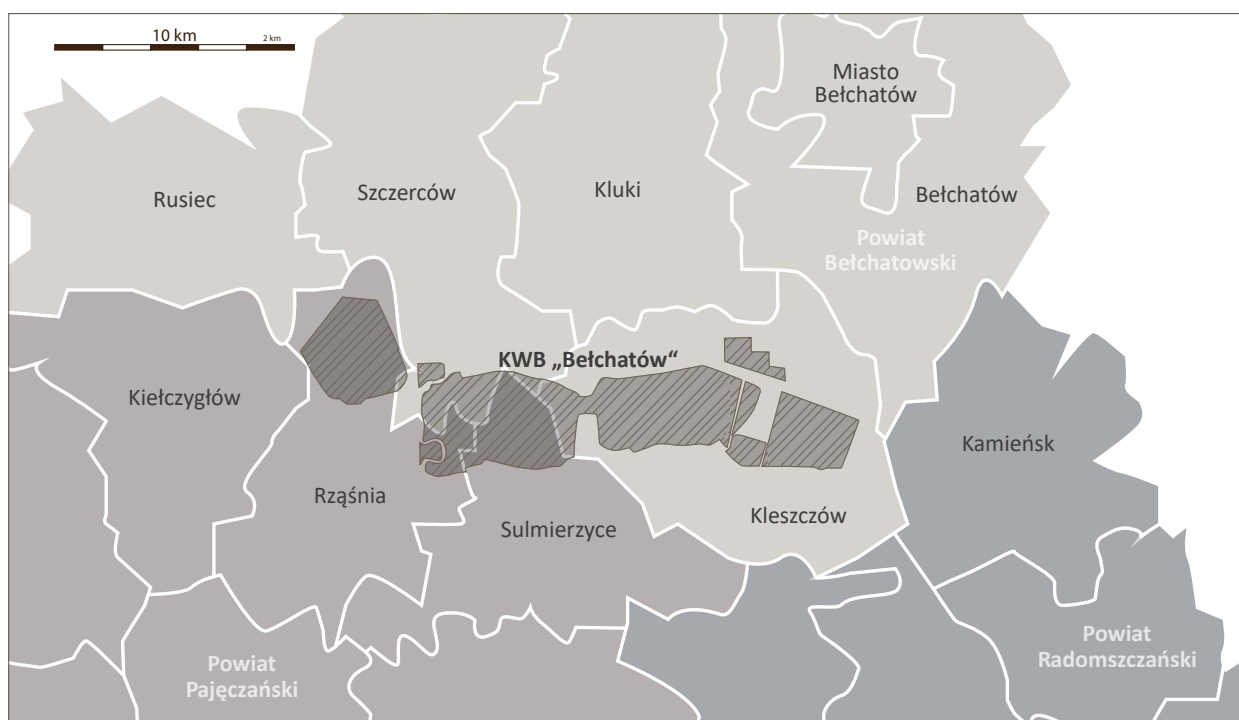 10 km
2 km
Miasto
Bełchatów
Rusiec
Szczerców
Kluki
Bełchatów
Powiat
Bełchatowski
KWB „Bełchatów“
Kiełczygłów
Kamieńsk
Rząśnia
Sulmierzyce
Kleszczów
Powiat
Pajęczański
Powiat
Radomszczański